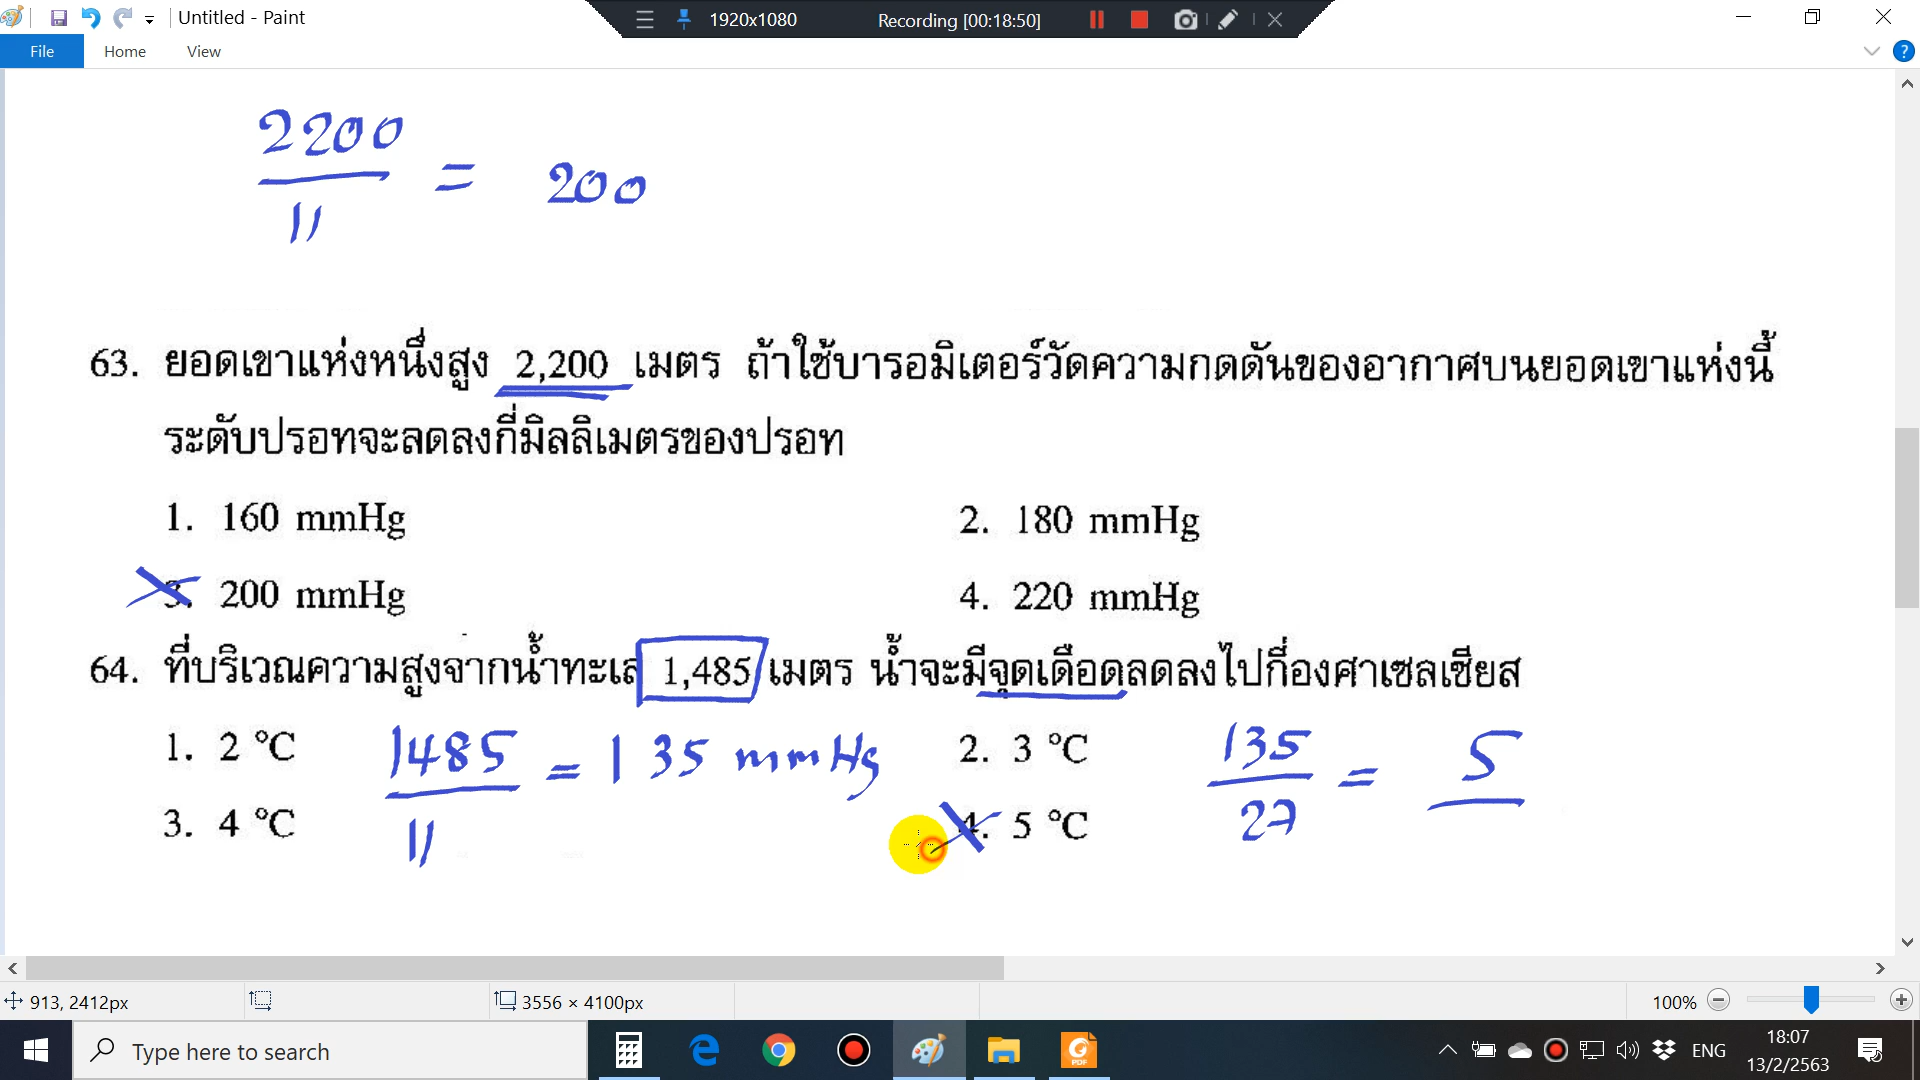 Untitled - Paint
1920x1080
Recording [00:18:50]
File
Home
View
2200
11
= 200
63. ยอดเขาแห่งหนึ่งสูง 2,200 เมตร ถ้าใช้บารอมิเตอร์วัดความกดดันของอากาศบนยอดเขาแห่งนี้
ระดับปรอทจะลดลงกี่มิลลิเมตรของปรอท
1. 160 mmHg
2. 180 mmHg
3. 200 mmHg
4. 220 mmHg
64. ที่บริเวณความสูงจากน้ำทะเล 1,485 เมตร น้ำจะมีจุดเดือดลดลงไปกี่องศาเซลเซียส
1. 2 °C
1485
11
= 135 mmHg
2. 3 °C
135
27
= 5
3. 4 °C
4. 5 °C
913, 2412px
3556 × 4100px
100%
Type here to search
ENG
18:07
13/2/2563